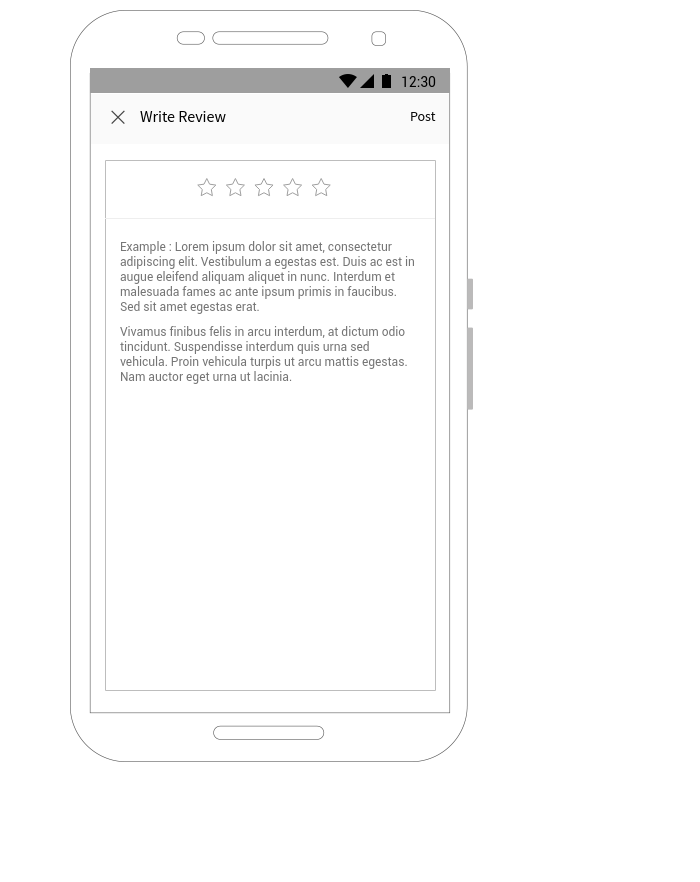 12:30
Write Review
Post
Example : Lorem ipsum dolor sit amet, consectetur
adipiscing elit. Vestibulum a egestas est. Duis ac est in
augue eleifend aliquam aliquet in nunc. Interdum et
malesuada fames ac ante ipsum primis in faucibus.
Sed sit amet egestas erat.
Vivamus finibus felis in arcu interdum, at dictum odio
tincidunt. Suspendisse interdum quis urna sed
vehicula. Proin vehicula turpis ut arcu mattis egestas.
Nam auctor eget urna ut lacinia.